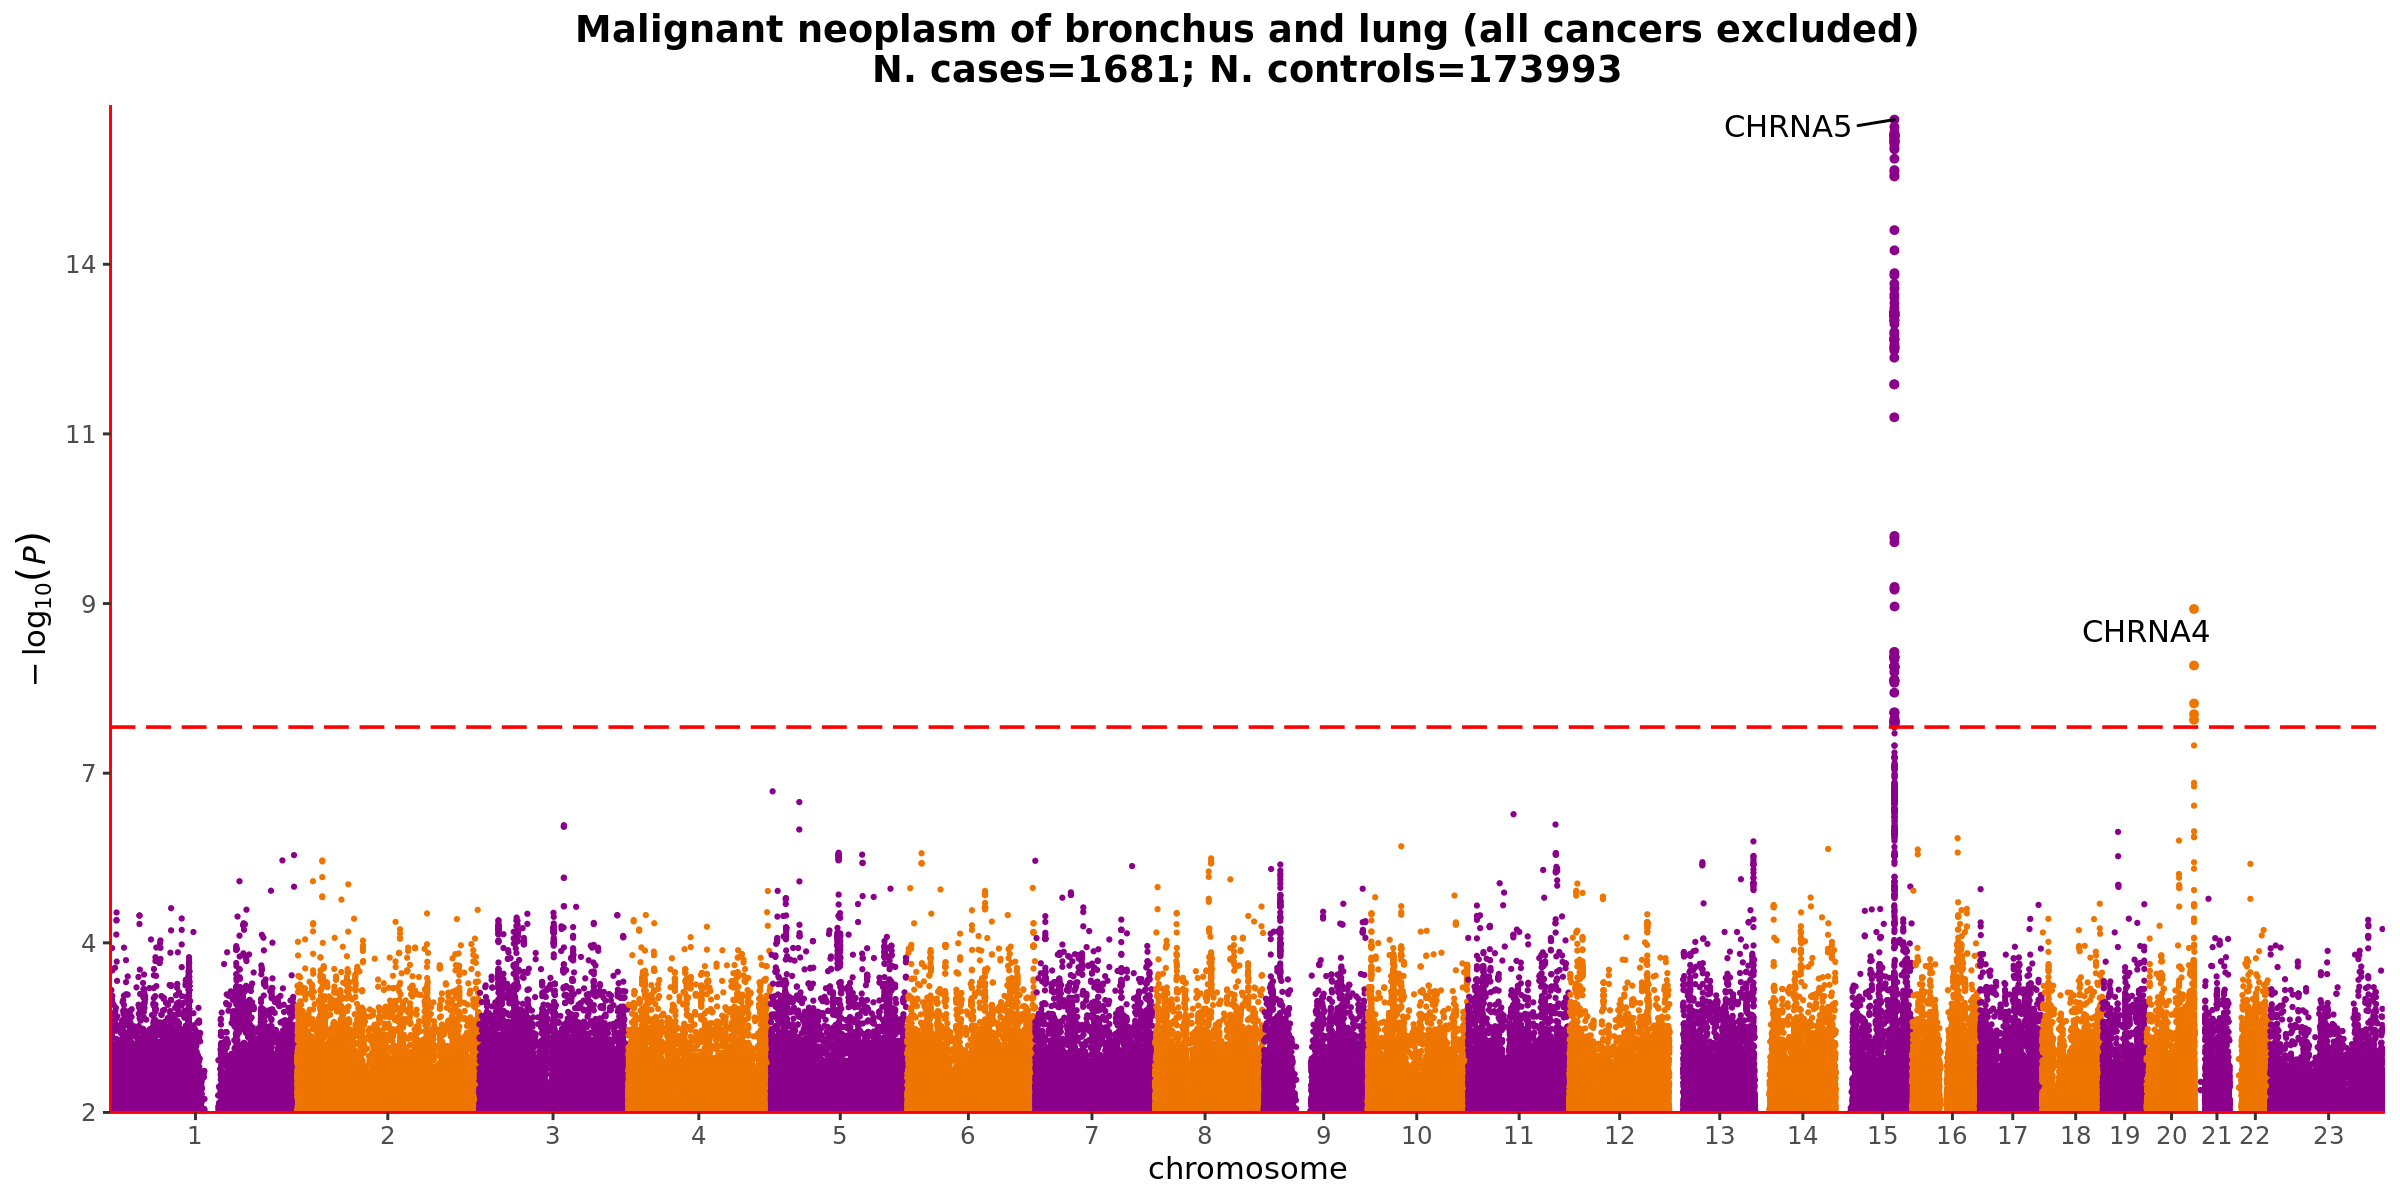 Malignant neoplasm of bronchus and lung (all cancers excluded)
N. cases=1681; N. controls=173993
CHRNA5
CHRNA4
14
11
9
7
4
2
−log₁₀(P)
1 2 3 4 5 6 7 8 9 10 11 12 13 14 15 16 17 18 19 20 21 22 23
chromosome